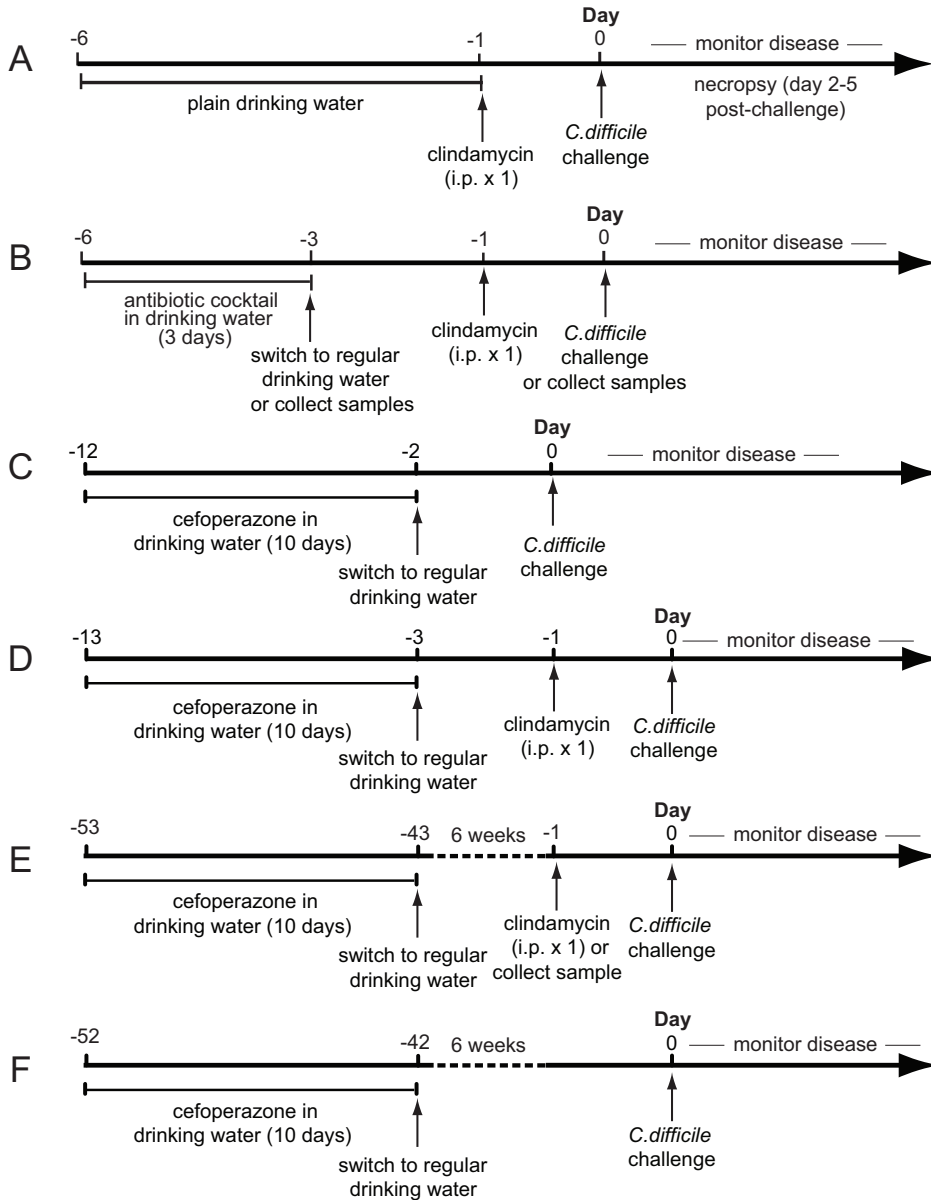 A
Day
-6 -1 0 monitor disease
plain drinking water
necropsy (day 2-5
post-challenge)
clindamycin
(i.p. x 1)
C.difficile
challenge
B
Day
-6 -3 -1 0 monitor disease
antibiotic cocktail
in drinking water
(3 days)
switch to regular
drinking water
or collect samples
clindamycin
(i.p. x 1)
C.difficile
challenge
or collect samples
C
Day
-12 -2 0 monitor disease
cefoperazone in
drinking water (10 days)
switch to regular
drinking water
C.difficile
challenge
D
Day
-13 -3 -1 0 monitor disease
cefoperazone in
drinking water (10 days)
switch to regular
drinking water
clindamycin
(i.p. x 1)
C.difficile
challenge
E
Day
-53 -43 6 weeks -1 0 monitor disease
cefoperazone in
drinking water (10 days)
switch to regular
drinking water
clindamycin
(i.p. x 1) or
collect sample
C.difficile
challenge
F
Day
-52 -42 6 weeks 0 monitor disease
cefoperazone in
drinking water (10 days)
switch to regular
drinking water
C.difficile
challenge